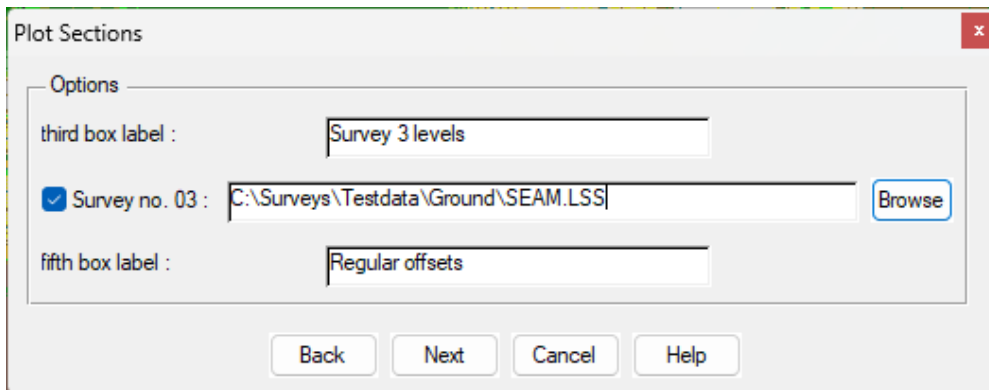 Plot Sections
x
Options
third box label :
Survey 3 levels
Survey no. 03 :
C:\Surveys\Testdata\Ground\SEAM.LSS
Browse
fifth box label :
Regular offsets
Back
Next
Cancel
Help